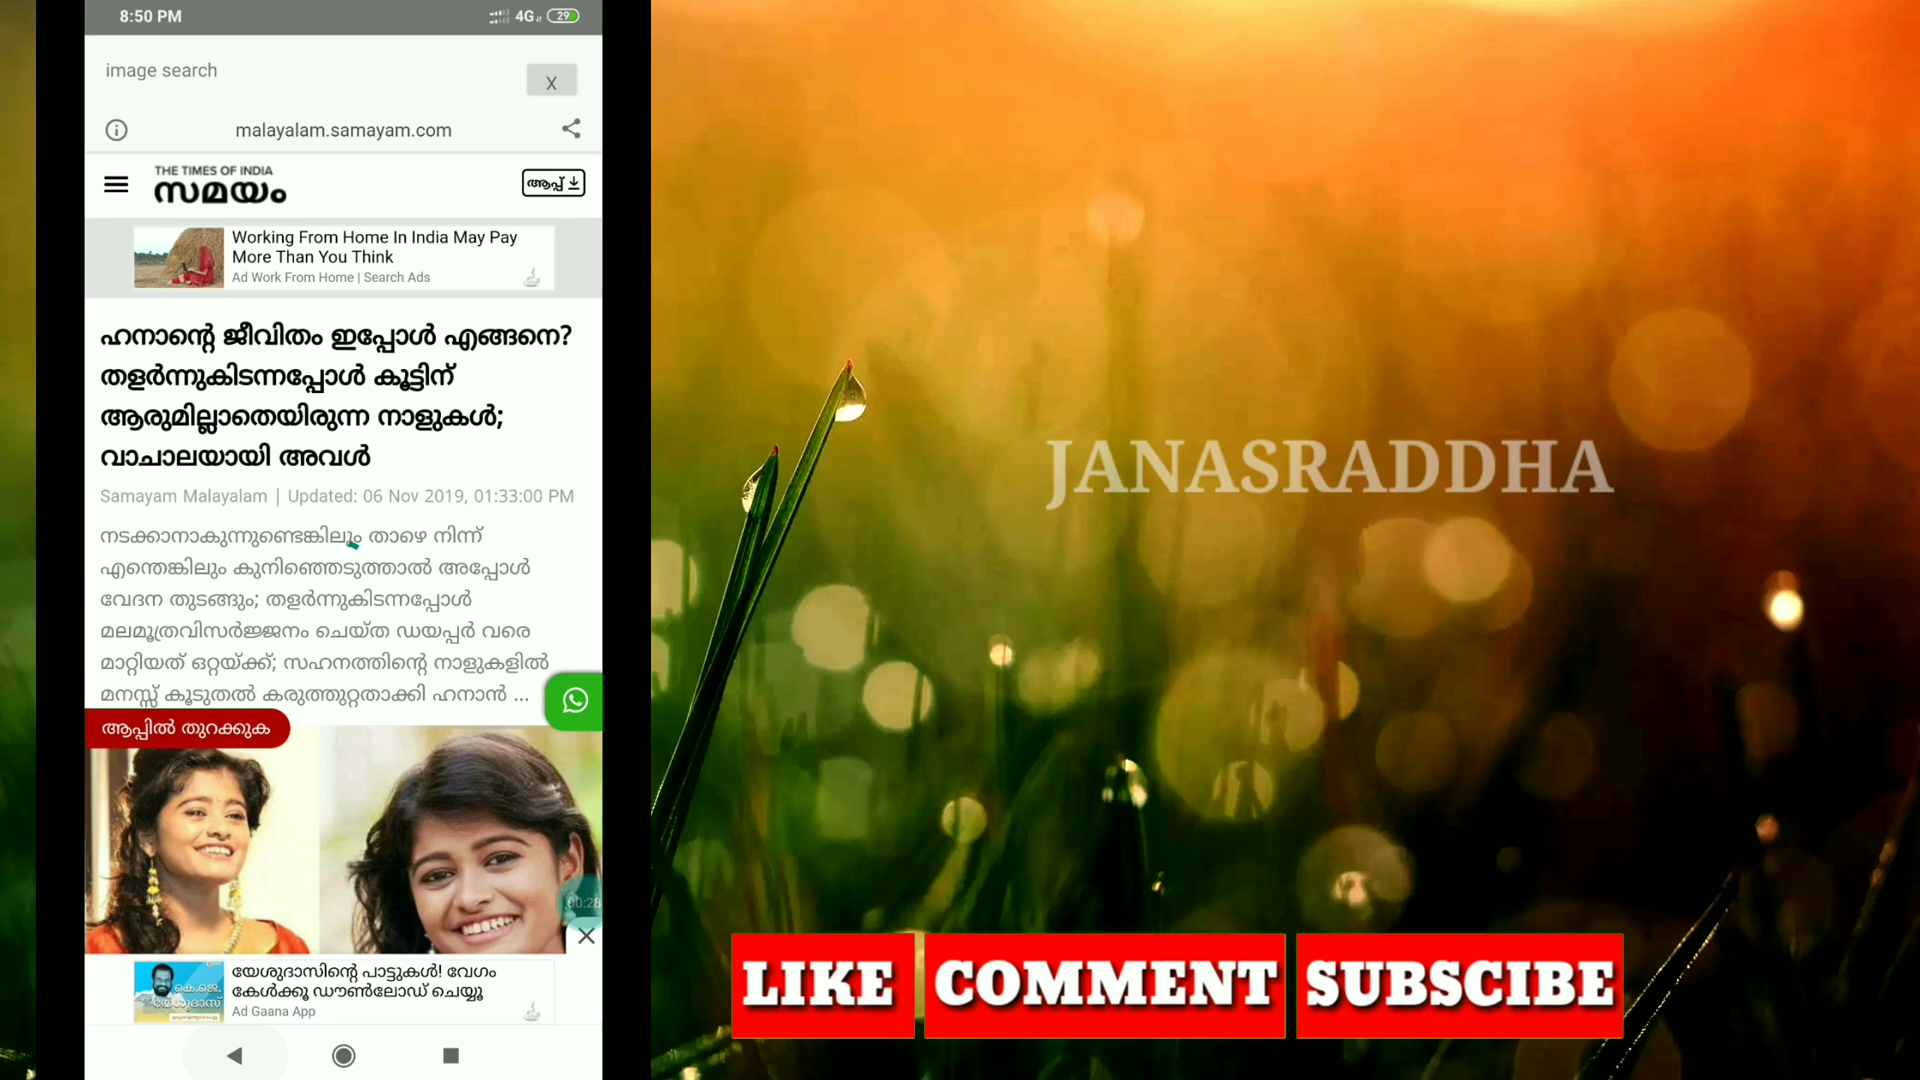 8:50 PM
4G
29
image search
X
malayalam.samayam.com
THE TIMES OF INDIA
സമയം
ആപ്പ്
Working From Home In India May Pay
More Than You Think
Ad Work From Home | Search Ads
ഹനാന്റെ ജീവിതം ഇപ്പോൾ എങ്ങനെ?
തളർന്നുകിടന്നപ്പോൾ കൂട്ടിന്
ആരുമില്ലാതെയിരുന്ന നാളുകൾ;
വാചാലയായി അവൾ
Samayam Malayalam | Updated: 06 Nov 2019, 01:33:00 PM
നടക്കാനാകുന്നുണ്ടെങ്കിലും താഴെ നിന്ന്
എന്തെങ്കിലും കുനിഞ്ഞെടുത്താൽ അപ്പോൾ
വേദന തുടങ്ങും; തളർന്നുകിടന്നപ്പോൾ
മലമൂത്രവിസർജ്ജനം ചെയ്ത ഡയപ്പർ വരെ
മാറ്റിയത് ഒറ്റയ്ക്ക്; സഹനത്തിന്റെ നാളുകളിൽ
മനസ്സ് കൂടുതൽ കരുത്തുറ്റതാക്കി ഹനാൻ ...
ആപ്പിൽ തുറക്കുക
00:28
കെ.ജെ.
യേശുദാസ്
യേശുദാസിന്റെ പാട്ടുകൾ! വേഗം
കേൾക്കൂ ഡൗൺലോഡ് ചെയ്യൂ
Ad Gaana App
JANASRADDHA
LIKE COMMENT SUBSCIBE